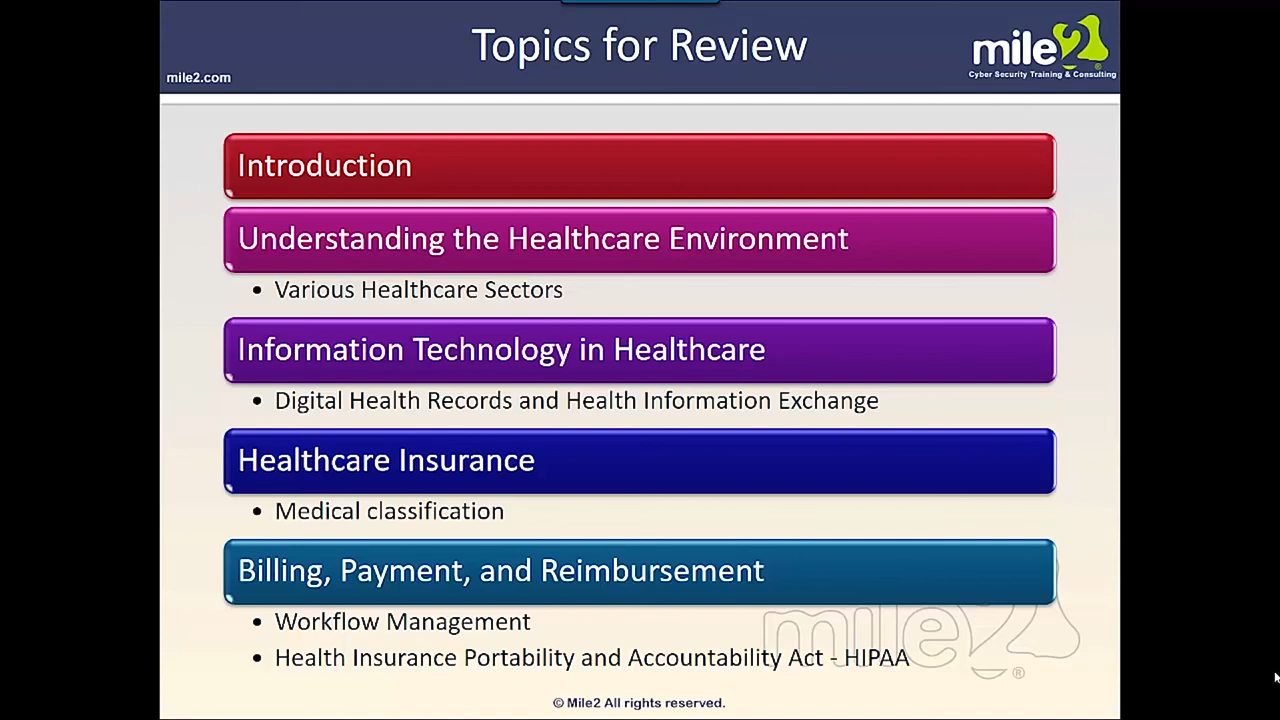 Topics for Review
mile2
mile2.com
Cyber Security Training & Consulting
Introduction
Understanding the Healthcare Environment
• Various Healthcare Sectors
Information Technology in Healthcare
• Digital Health Records and Health Information Exchange
Healthcare Insurance
• Medical classification
Billing, Payment, and Reimbursement
• Workflow Management
mile2®
• Health Insurance Portability and Accountability Act - HIPAA
© Mile2 All rights reserved.